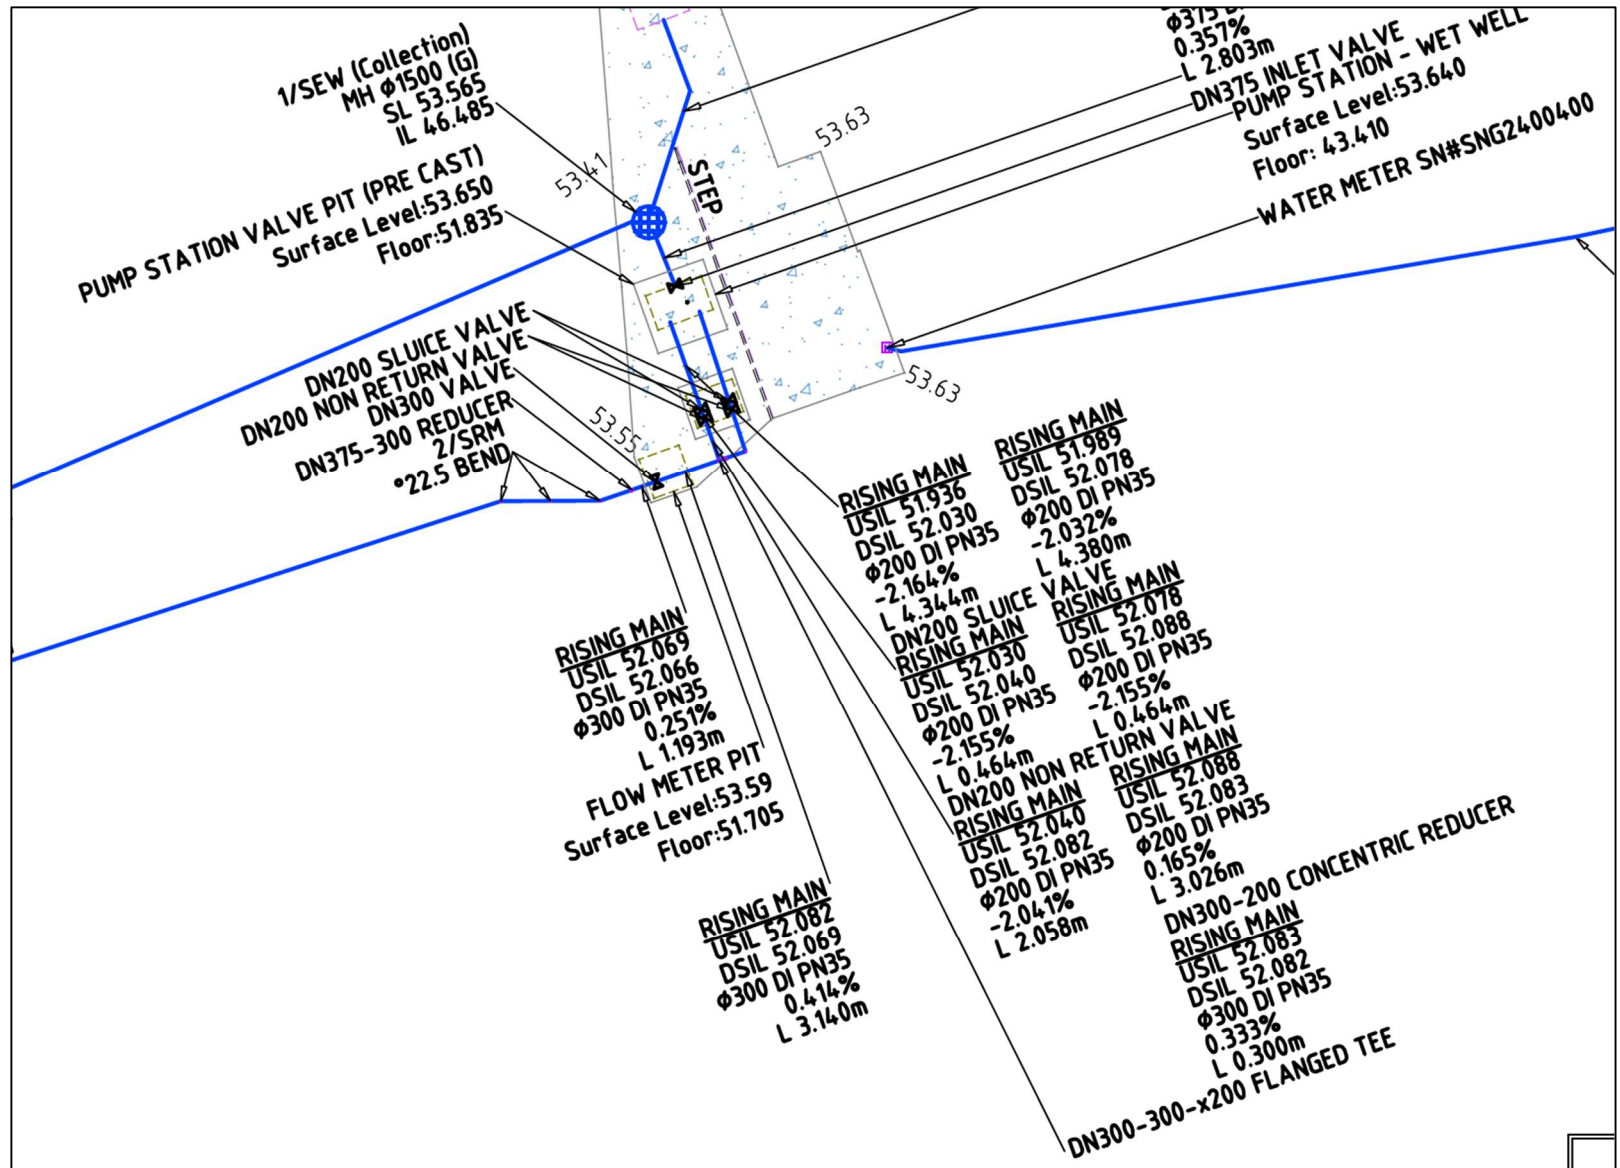 1/SEW (Collection)
MH Φ1500 (G)
SL 53.565
IL 46.485
PUMP STATION VALVE PIT (PRE CAST)
Surface Level:53.650
Floor:51.835
DN200 SLUICE VALVE
DN200 NON RETURN VALVE
DN300 VALVE
DN375-300 REDUCER
2/SRM
°22.5 BEND
53.41
STEP
53.63
53.55
53.63
0.357%
L 2.803m
DN375 INLET VALVE
PUMP STATION - WET WELL
Surface Level:53.640
Floor: 43.410
WATER METER SN#SNG2400400
RISING MAIN
USIL 51.936
DSIL 52.030
Φ200 DI PN35
-2.164%
L 4.344m
DN200 SLUICE VALVE
RISING MAIN
USIL 52.030
DSIL 52.040
Φ200 DI PN35
-2.155%
L 0.464m
DN200 NON RETURN VALVE
RISING MAIN
USIL 52.040
DSIL 52.082
Φ200 DI PN35
-2.041%
L 2.058m
RISING MAIN
USIL 51.989
DSIL 52.078
Φ200 DI PN35
-2.032%
L 4.380m
RISING MAIN
USIL 52.078
DSIL 52.088
Φ200 DI PN35
-2.155%
L 0.464m
RISING MAIN
USIL 52.088
DSIL 52.083
Φ200 DI PN35
0.165%
L 3.026m
DN300-200 CONCENTRIC REDUCER
RISING MAIN
USIL 52.083
DSIL 52.082
Φ300 DI PN35
0.333%
L 0.300m
DN300-300-x200 FLANGED TEE
RISING MAIN
USIL 52.069
DSIL 52.066
Φ300 DI PN35
0.251%
L 1.193m
FLOW METER PIT
Surface Level:53.59
Floor:51.705
RISING MAIN
USIL 52.082
DSIL 52.069
Φ300 DI PN35
0.414%
L 3.140m